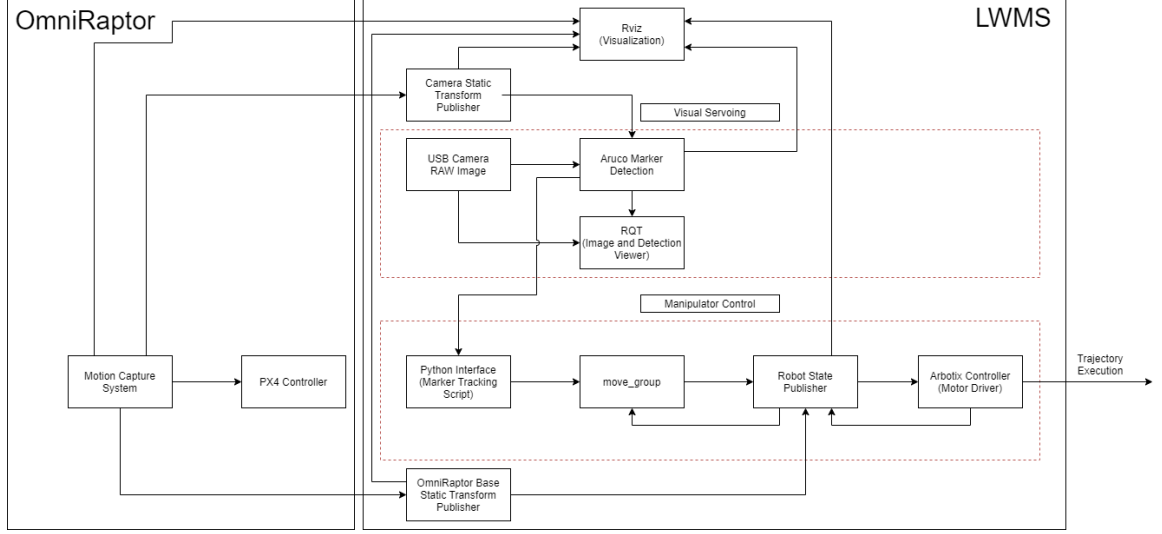 OmniRaptor
LWMS
Rviz
(Visualization)
Camera Static
Transform
Publisher
Visual Servoing
USB Camera
RAW Image
Aruco Marker
Detection
RQT
(Image and Detection
Viewer)
Manipulator Control
Motion Capture
System
PX4 Controller
Python Interface
(Marker Tracking
Script)
move_group
Robot State
Publisher
Arbotix Controller
(Motor Driver)
Trajectory
Execution
OmniRaptor Base
Static Transform
Publisher